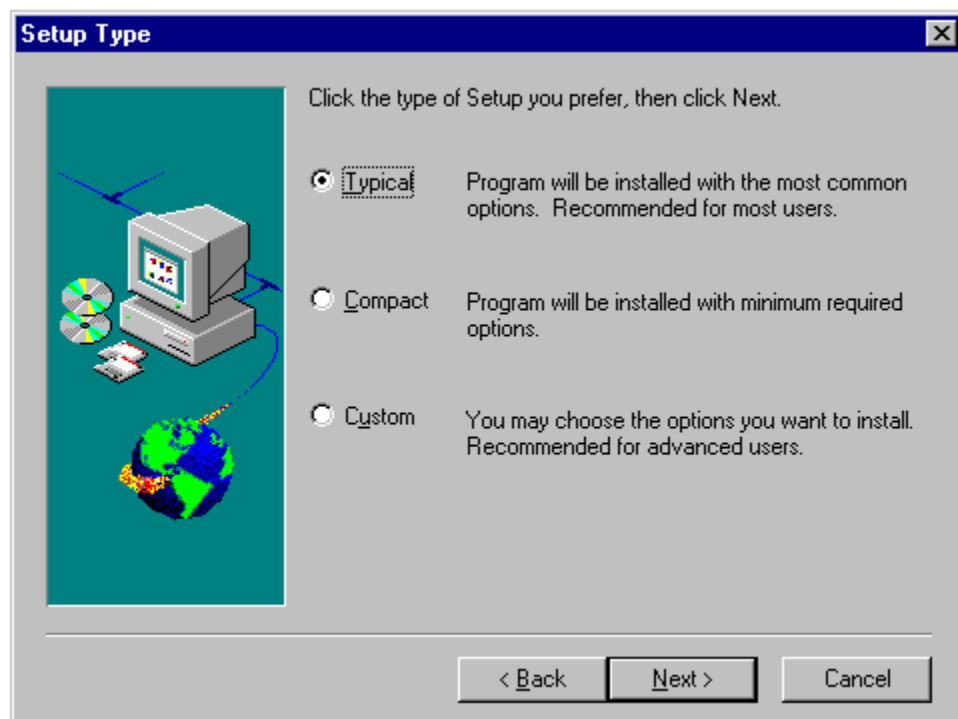 Setup Type
Click the type of Setup you prefer, then click Next.
Typical
Program will be installed with the most common
options.  Recommended for most users.
Compact
Program will be installed with minimum required
options.
Custom
You may choose the options you want to install.
Recommended for advanced users.
< Back
Next >
Cancel